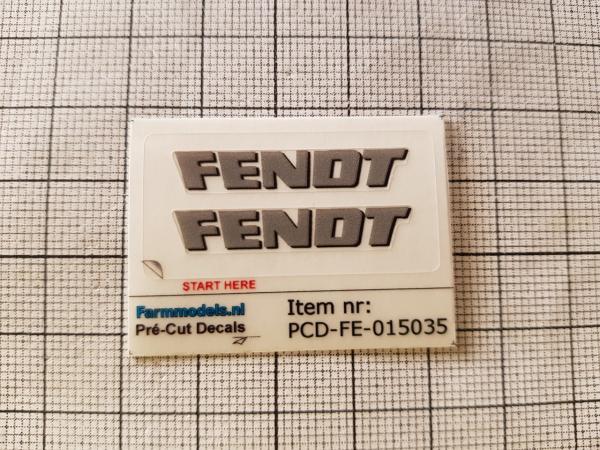 FENDT
FENDT
START HERE
Farmmodels.nl
Pré-Cut Decals
Item nr:
PCD-FE-015035